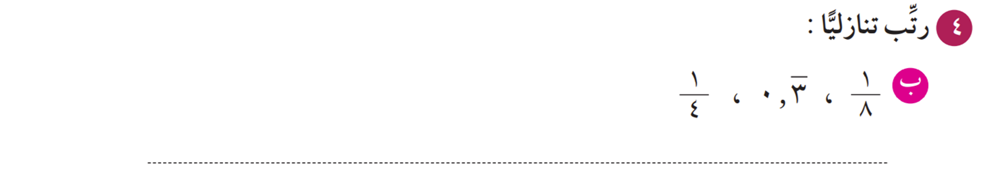 ٤ رتِّب تنازليًّا :
ب ١/٨ ، ٠,٣̅ ، ١/٤